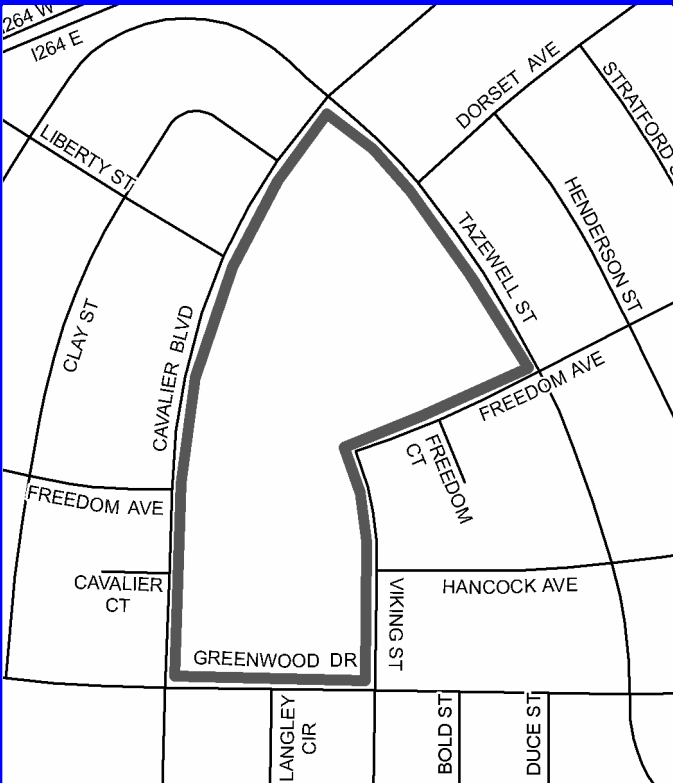 I264 W
I264 E
DORSET AVE
STRATFORD
LIBERTY ST
HENDERSON ST
TAZEWELL ST
CLAY ST
CAVALIER BLVD
FREEDOM AVE
FREEDOM
CT
FREEDOM AVE
CAVALIER
CT
HANCOCK AVE
VIKING ST
GREENWOOD DR
LANGLEY
CIR
BOLD ST
DUCE ST